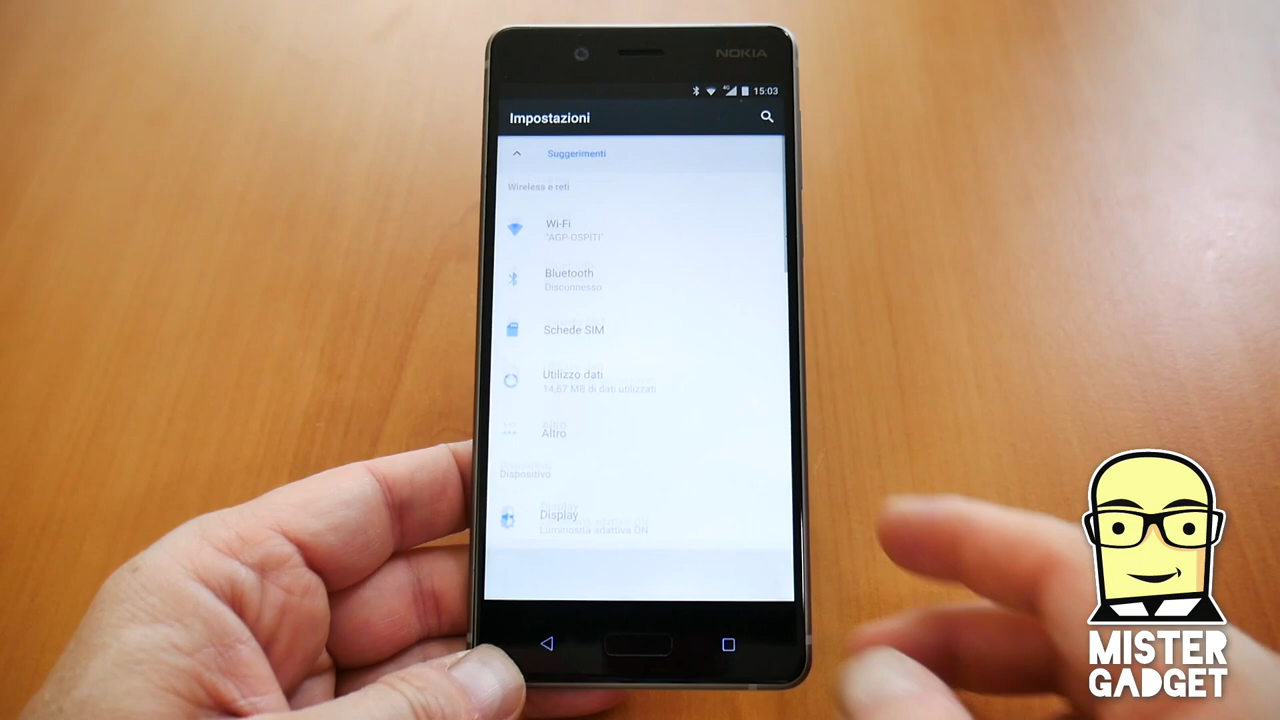 NOKIA
4G 15:03
Impostazioni
Suggerimenti
Wireless e reti
Wi-Fi
"AGP-OSPITI"
Bluetooth
Disconnesso
Schede SIM
Utilizzo dati
14,67 MB di dati utilizzati
Altro
Dispositivo
Display
Luminosità adattiva ON
MISTER
GADGET